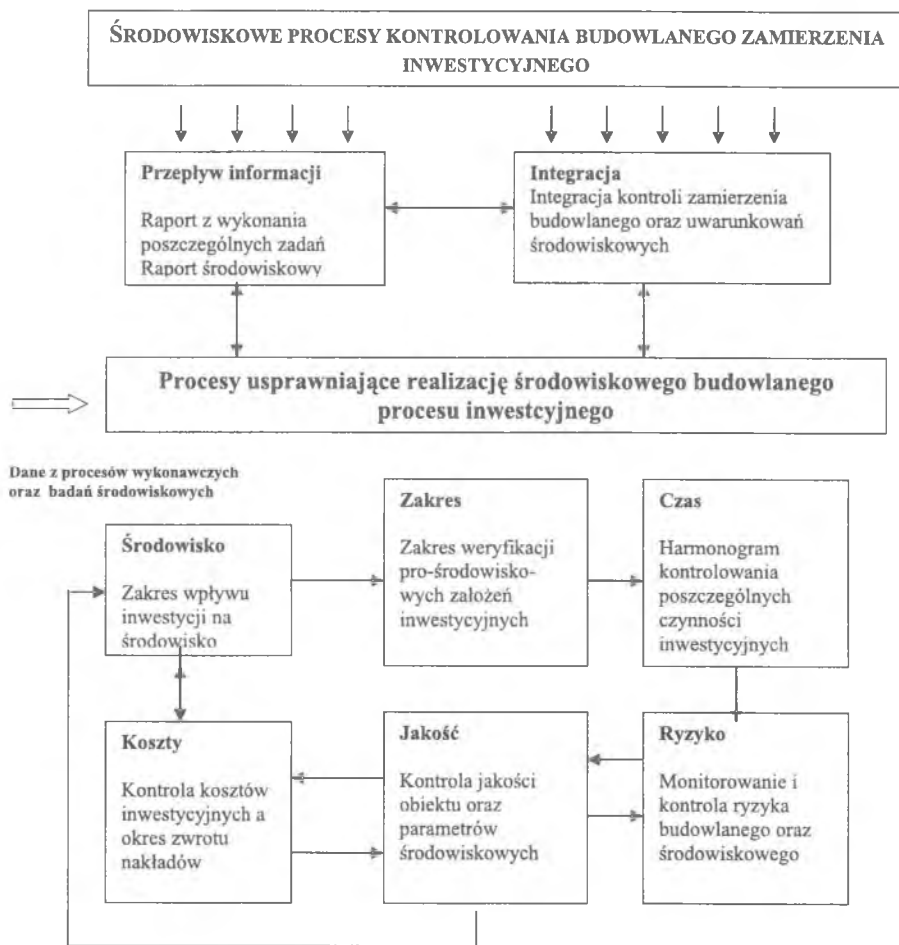 ŚRODOWISKOWE PROCESY KONTROLOWANIA BUDOWLANEGO ZAMIERZENIA
INWESTYCYJNEGO
Przepływ informacji
Raport z wykonania
poszczególnych zadań
Raport środowiskowy
Integracja
Integracja kontroli zamierzenia
budowlanego oraz uwarunkowań
środowiskowych
Procesy usprawniające realizację środowiskowego budowlanego
procesu inwestcyjnego
Dane z procesów wykonawczych
oraz badań środowiskowych
Środowisko
Zakres wpływu
inwestycji na
środowisko
Zakres
Zakres weryfikacji
pro-środowisko-
wych założeń
inwestycyjnych
Czas
Harmonogram
kontrolowania
poszczególnych
czynności
inwestycyjnych
Koszty
Kontrola kosztów
inwestycyjnych a
okres zwrotu
nakładów
Jakość
Kontrola jakości
obiektu oraz
parametrów
środowiskowych
Ryzyko
Monitorowanie i
kontrola ryzyka
budowlanego oraz
środowiskowego